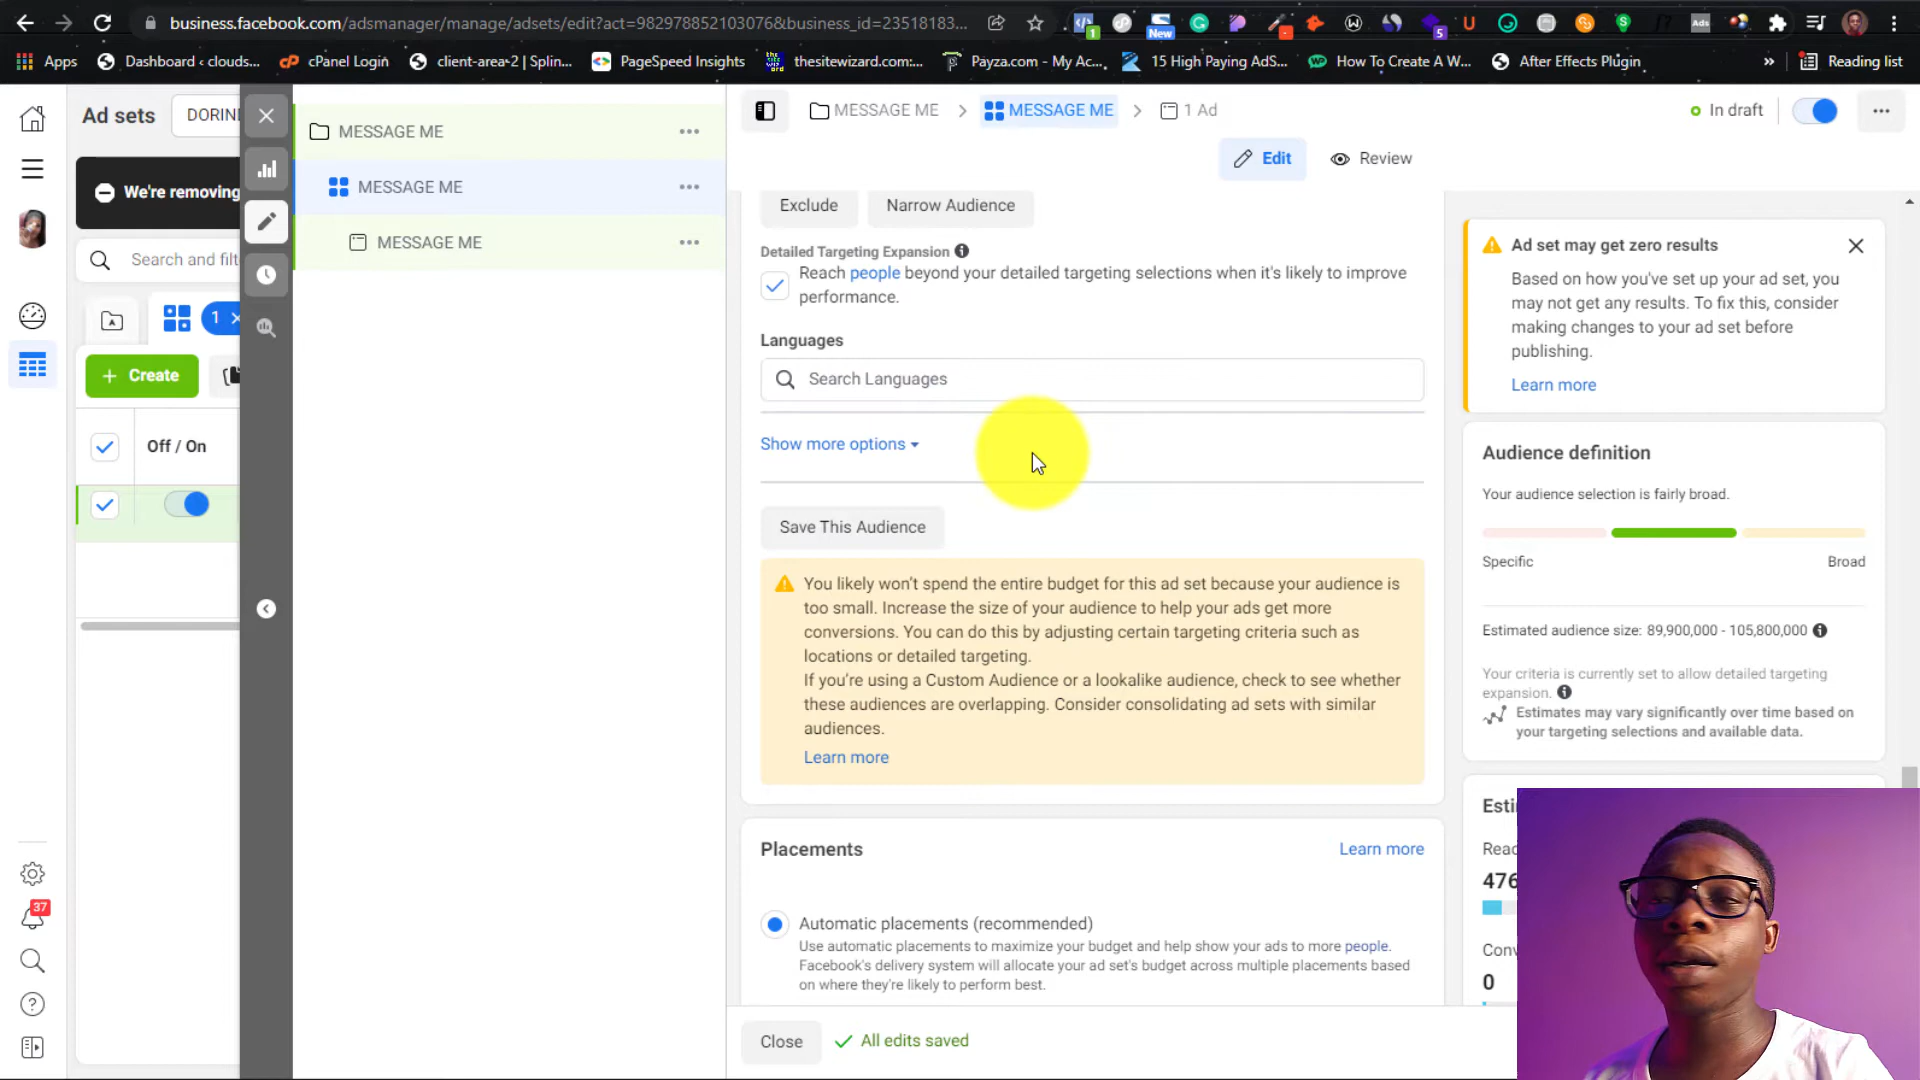 business.facebook.com/adsmanager/manage/adsets/edit?act=982978852103076&business_id=23518183...
New
1
5
Ads
Apps
Dashboard ‹ clouds...
cPanel Login
client-area-2 | Splin...
PageSpeed Insights
thesitewizard.com:...
Payza.com - My Ac...
15 High Paying AdS...
How To Create A W...
After Effects Plugin
»
Reading list
Ad sets
DORIN
We're removing
Search and filt
1 ×
+ Create
Off / On
37
MESSAGE ME
MESSAGE ME
MESSAGE ME
MESSAGE ME > MESSAGE ME > 1 Ad
In draft
Edit
Review
Exclude
Narrow Audience
Detailed Targeting Expansion
Reach people beyond your detailed targeting selections when it's likely to improve
performance.
Languages
Search Languages
Show more options
Save This Audience
You likely won't spend the entire budget for this ad set because your audience is
too small. Increase the size of your audience to help your ads get more
conversions. You can do this by adjusting certain targeting criteria such as
locations or detailed targeting.
If you're using a Custom Audience or a lookalike audience, check to see whether
these audiences are overlapping. Consider consolidating ad sets with similar
audiences.
Learn more
Placements
Learn more
Automatic placements (recommended)
Use automatic placements to maximize your budget and help show your ads to more people.
Facebook's delivery system will allocate your ad set's budget across multiple placements based
on where they're likely to perform best.
Close
All edits saved
Ad set may get zero results
Based on how you've set up your ad set, you
may not get any results. To fix this, consider
making changes to your ad set before
publishing.
Learn more
Audience definition
Your audience selection is fairly broad.
Specific
Broad
Estimated audience size: 89,900,000 - 105,800,000
Your criteria is currently set to allow detailed targeting
expansion.
Estimates may vary significantly over time based on
your targeting selections and available data.
Esti
Reac
476
Conv
0